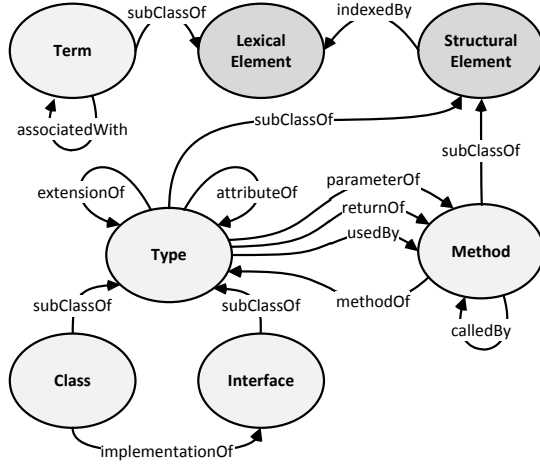 subClassOf
indexedBy
Term
Lexical
Element
Structural
Element
associatedWith
subClassOf
subClassOf
extensionOf
attributeOf
parameterOf
returnOf
usedBy
Type
Method
methodOf
subClassOf
subClassOf
calledBy
Class
Interface
implementationOf